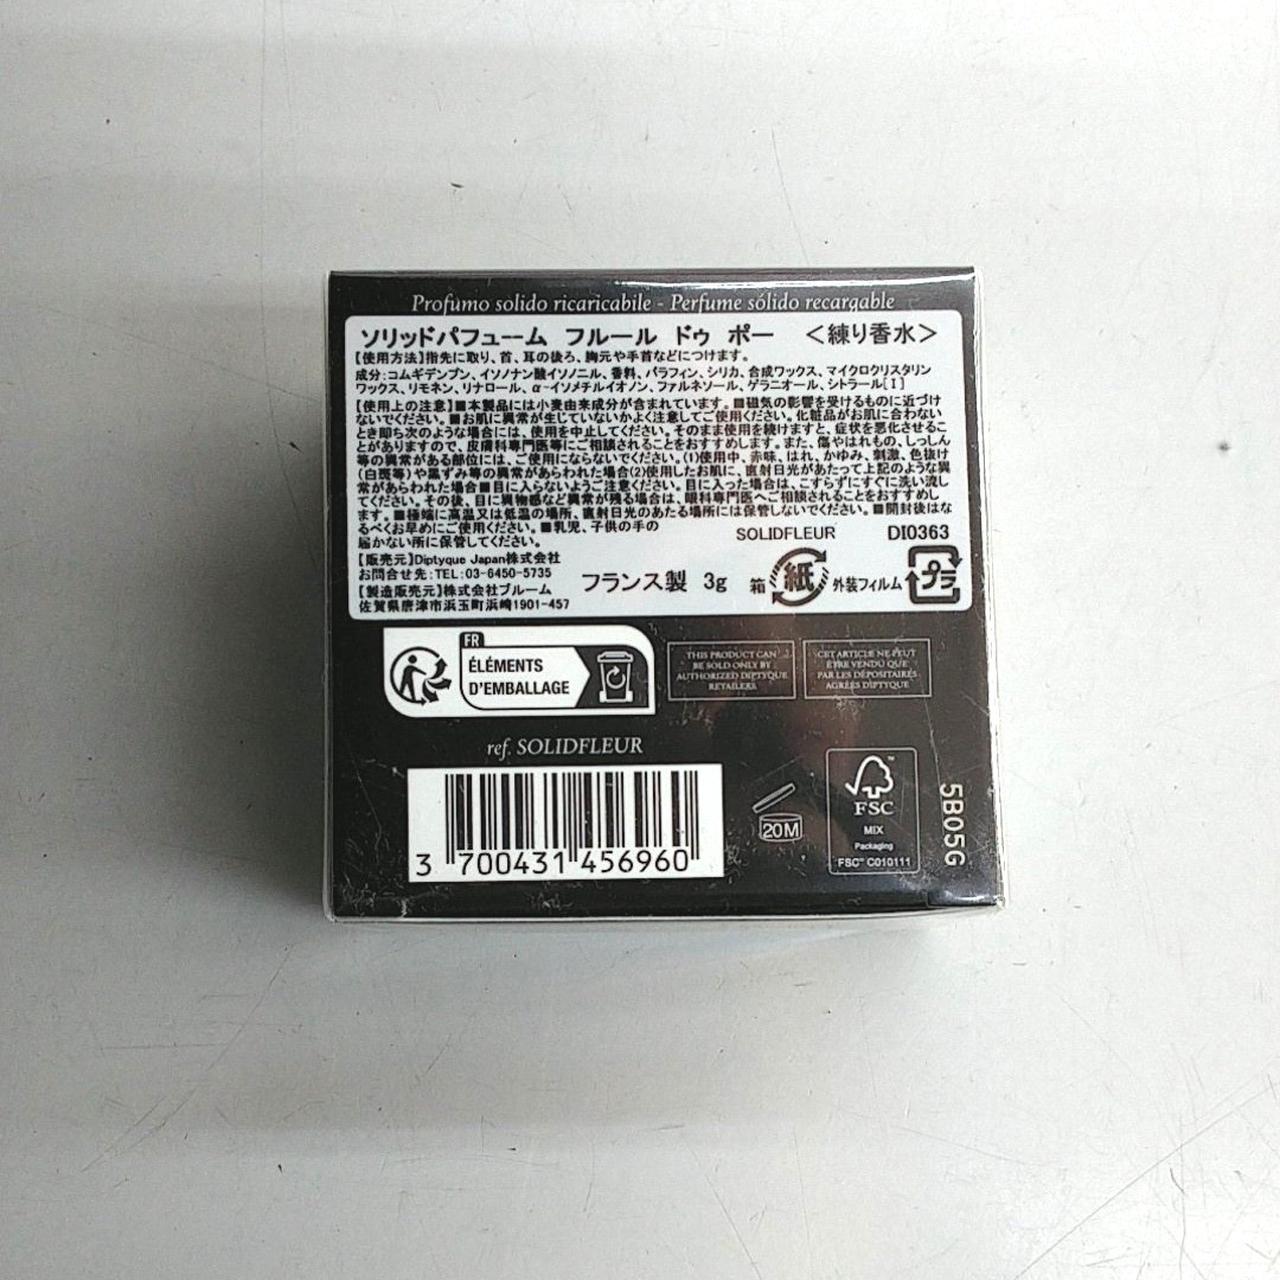 Profumo solido ricaricabile - Perfume sólido recargable
ソリッドパフューム フルール ドゥ ポー ＜練り香水＞
【使用方法】指先に取り、首、耳の後ろ、胸元や手首などにつけます。
成分:コムギデンプン、イソノナン酸イソノニル、香料、パラフィン、シリカ、合成ワックス、マイクロクリスタリン
ワックス、リモネン、リナロール、α-イソメチルイオノン、ファルネソール、ゲラニオール、シトラール[I]
【使用上の注意】■本製品には小麦由来成分が含まれています。■磁気の影響を受けるものに近づけ
ないでください。■お肌に異常が生じていないかよく注意してご使用ください。化粧品がお肌に合わない
とき即ち次のような場合には、使用を中止してください。そのまま使用を続けますと、症状を悪化させるこ
とがありますので、皮膚科専門医等にご相談されることをおすすめします。また、傷やはれもの、しっしん
等の異常がある部位には、ご使用にならないでください。(1)使用中、赤味、はれ、かゆみ、刺激、色抜け
(白斑等)や黒ずみ等の異常があらわれた場合(2)使用したお肌に、直射日光があたって上記のような異
常があらわれた場合■目に入らないようご注意ください。目に入った場合は、こすらずにすぐに洗い流し
てください。その後、目に異物感など異常が残る場合は、眼科専門医へご相談されることをおすすめし
ます。■極端に高温又は低温の場所、直射日光のあたる場所には保管しないでください。■開封後はな
るべくお早めにご使用ください。■乳児、子供の手の
届かない所に保管してください。
SOLIDFLEUR DI0363
【販売元】Diptyque Japan株式会社
お問合せ先:TEL:03-6450-5735
【製造販売元】株式会社ブルーム
佐賀県唐津市浜玉町浜崎1901-457
フランス製 3g 箱 紙 外装フィルム プラ
FR
ÉLÉMENTS
D'EMBALLAGE
THIS PRODUCT CAN
BE SOLD ONLY BY
AUTHORIZED DIPTYQUE
RETAILERS
CET ARTICLE NE PEUT
ÊTRE VENDU QUE
PAR LES DÉPOSITAIRES
AGRÉÉS DIPTYQUE
ref. SOLIDFLEUR
3 700431 456960
20M
FSC
MIX
Packaging
FSC™ C010111
5B05G